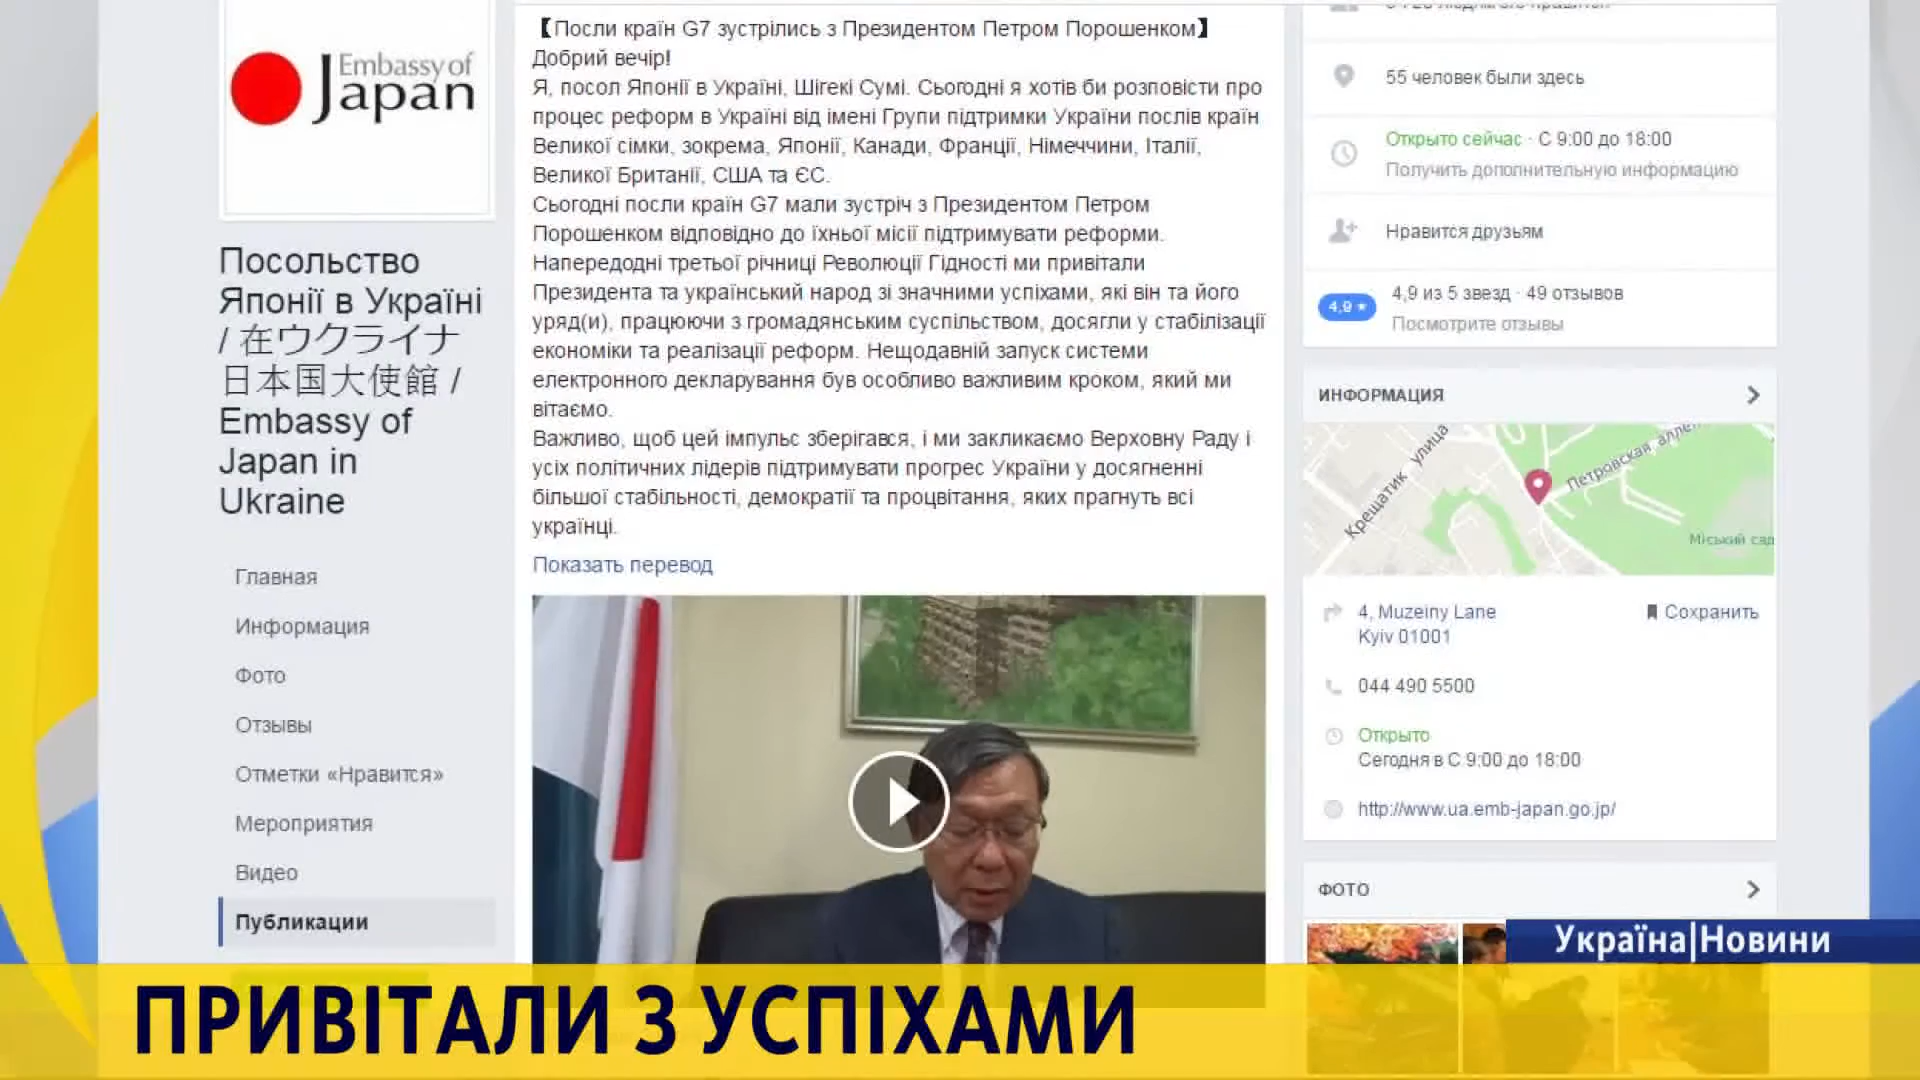 Embassy of
Japan
Посольство
Японії в Україні
/ 在ウクライナ
日本国大使館 /
Embassy of
Japan in
Ukraine
Главная
Информация
Фото
Отзывы
Отметки «Нравится»
Мероприятия
Видео
Публикации
【Посли країн G7 зустрілись з Президентом Петром Порошенком】
Добрий вечір!
Я, посол Японії в Україні, Шігекі Сумі. Сьогодні я хотів би розповісти про
процес реформ в Україні від імені Групи підтримки України послів країн
Великої сімки, зокрема, Японії, Канади, Франції, Німеччини, Італії,
Великої Британії, США та ЄС.
Сьогодні посли країн G7 мали зустріч з Президентом Петром
Порошенком відповідно до їхньої місії підтримувати реформи.
Напередодні третьої річниці Революції Гідності ми привітали
Президента та український народ зі значними успіхами, які він та його
уряд(и), працюючи з громадянським суспільством, досягли у стабілізації
економіки та реалізації реформ. Нещодавній запуск системи
електронного декларування був особливо важливим кроком, який ми
вітаємо.
Важливо, щоб цей імпульс зберігався, і ми закликаємо Верховну Раду і
усіх політичних лідерів підтримувати прогрес України у досягненні
більшої стабільності, демократії та процвітання, яких прагнуть всі
українці.
Показать перевод
55 человек были здесь
Открыто сейчас · С 9:00 до 18:00
Получить дополнительную информацию
Нравится друзьям
4,9 ★
4,9 из 5 звезд · 49 отзывов
Посмотрите отзывы
ИНФОРМАЦИЯ
Крещатик улица
Петровская аллея
Міський сад
4, Muzeiny Lane
Kyiv 01001
Сохранить
044 490 5500
Открыто
Сегодня в С 9:00 до 18:00
http://www.ua.emb-japan.go.jp/
ФОТО
Україна|Новини
ПРИВІТАЛИ З УСПІХАМИ